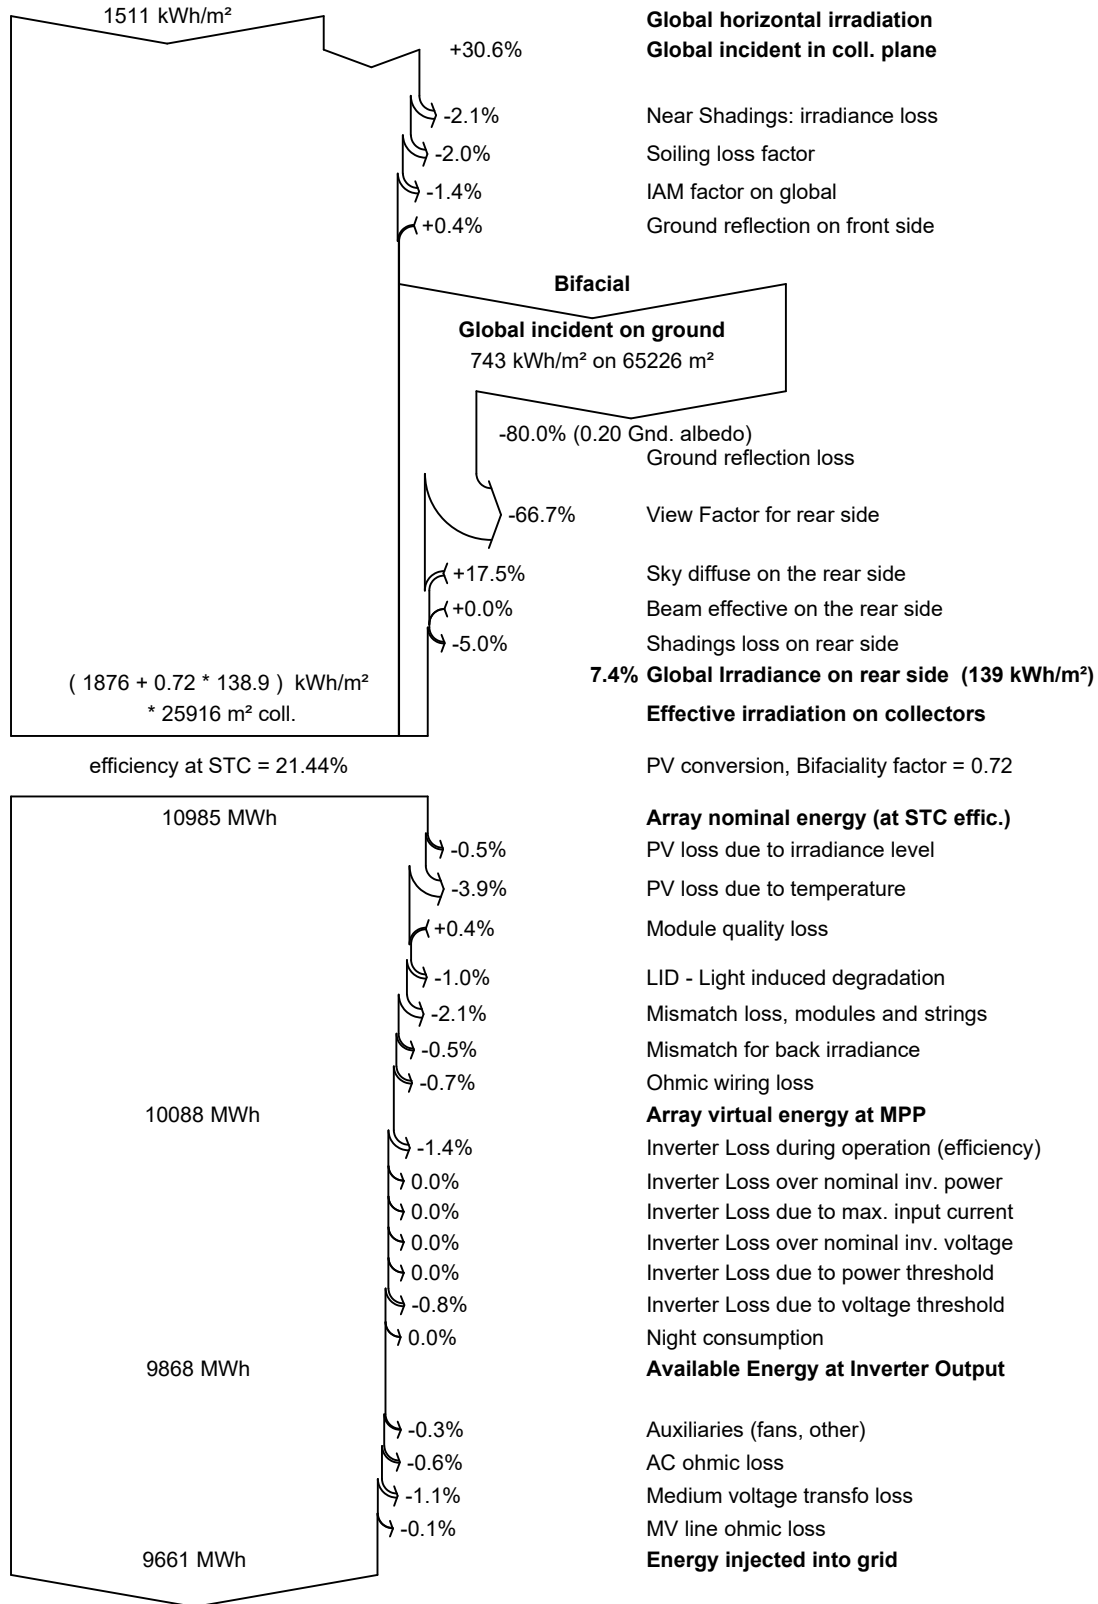 1511 kWh/m² Global horizontal irradiation
+30.6% Global incident in coll. plane
-2.1% Near Shadings: irradiance loss
-2.0% Soiling loss factor
-1.4% IAM factor on global
+0.4% Ground reflection on front side
Bifacial
Global incident on ground
743 kWh/m² on 65226 m²
-80.0% (0.20 Gnd. albedo)
Ground reflection loss
-66.7% View Factor for rear side
+17.5% Sky diffuse on the rear side
+0.0% Beam effective on the rear side
-5.0% Shadings loss on rear side
7.4% Global Irradiance on rear side (139 kWh/m²)
( 1876 + 0.72 * 138.9 ) kWh/m²
* 25916 m² coll. Effective irradiation on collectors
efficiency at STC = 21.44% PV conversion, Bifaciality factor = 0.72
10985 MWh Array nominal energy (at STC effic.)
-0.5% PV loss due to irradiance level
-3.9% PV loss due to temperature
+0.4% Module quality loss
-1.0% LID - Light induced degradation
-2.1% Mismatch loss, modules and strings
-0.5% Mismatch for back irradiance
-0.7% Ohmic wiring loss
10088 MWh Array virtual energy at MPP
-1.4% Inverter Loss during operation (efficiency)
0.0% Inverter Loss over nominal inv. power
0.0% Inverter Loss due to max. input current
0.0% Inverter Loss over nominal inv. voltage
0.0% Inverter Loss due to power threshold
-0.8% Inverter Loss due to voltage threshold
0.0% Night consumption
9868 MWh Available Energy at Inverter Output
-0.3% Auxiliaries (fans, other)
-0.6% AC ohmic loss
-1.1% Medium voltage transfo loss
-0.1% MV line ohmic loss
9661 MWh Energy injected into grid